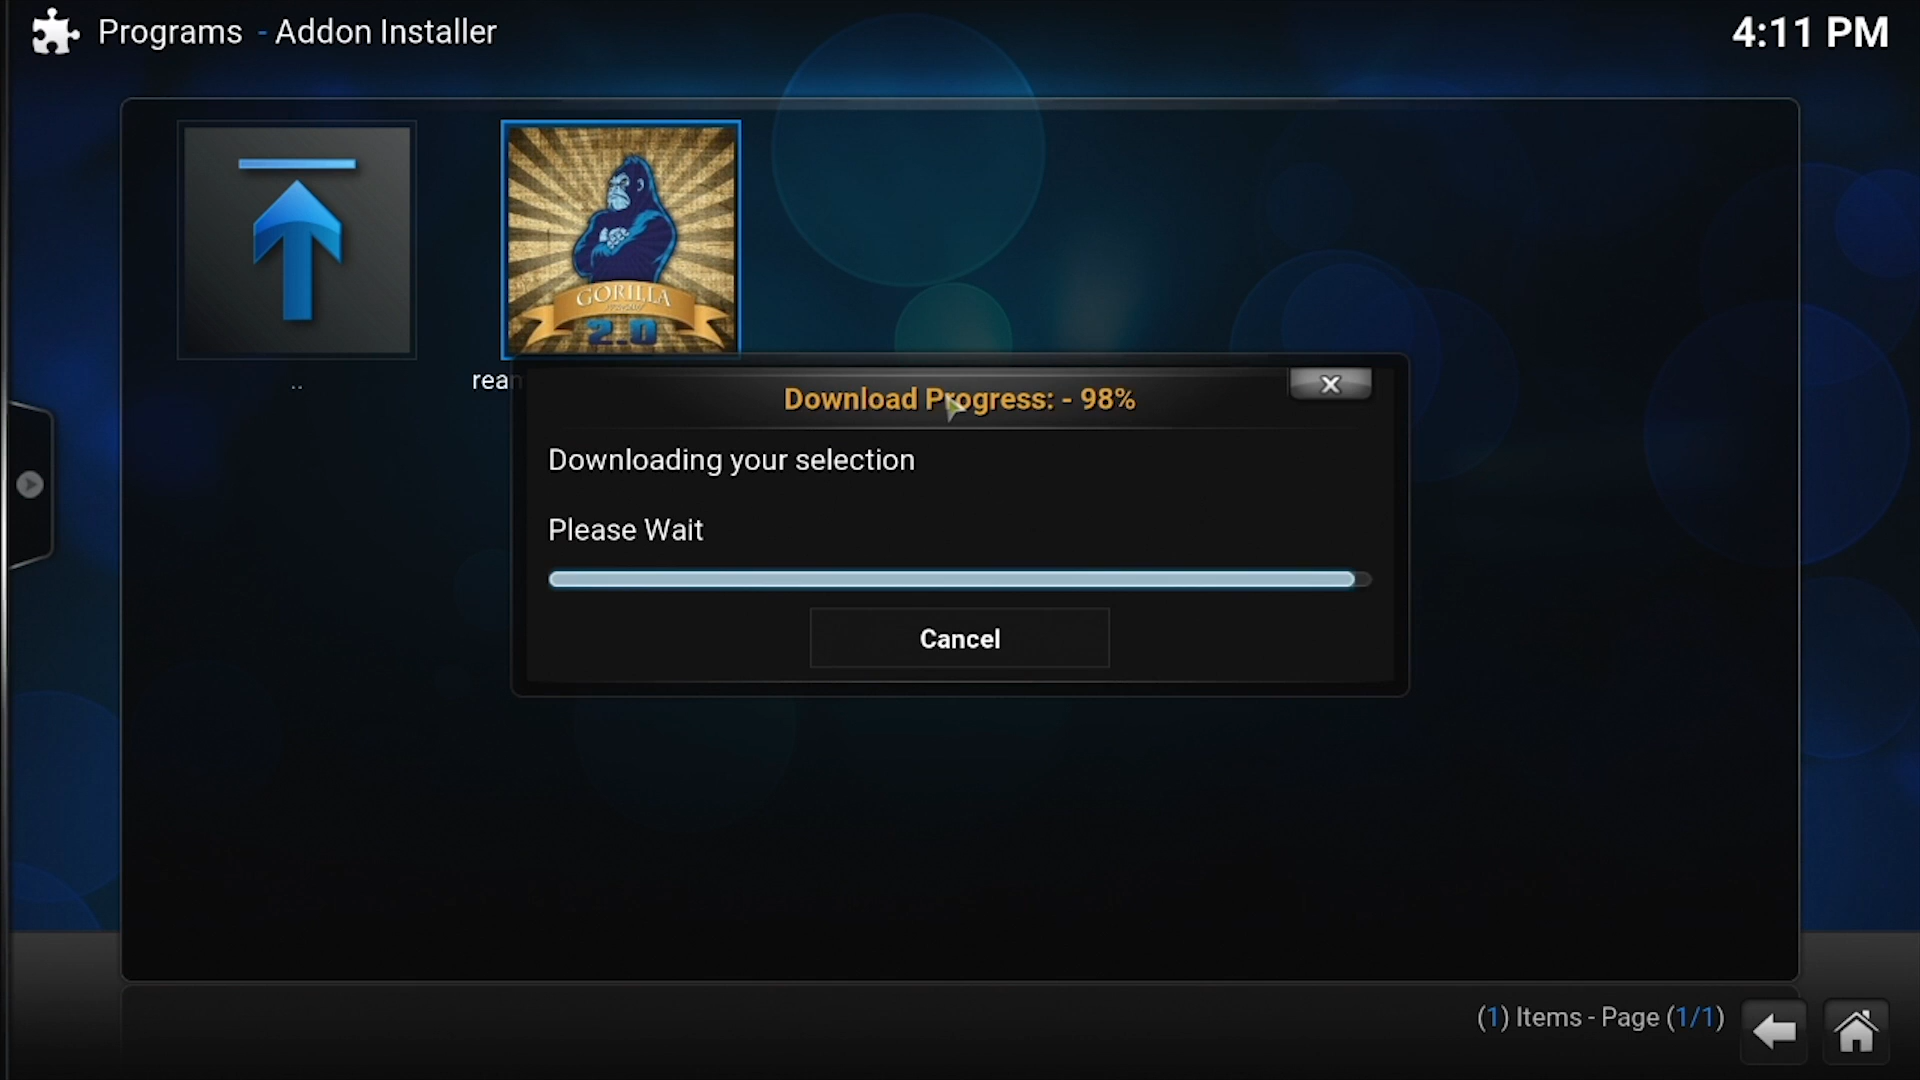 Programs - Addon Installer
4:11 PM
GORILLA
2.0
..
Download Progress: - 98%
Downloading your selection
Please Wait
Cancel
(1) Items - Page (1/1)